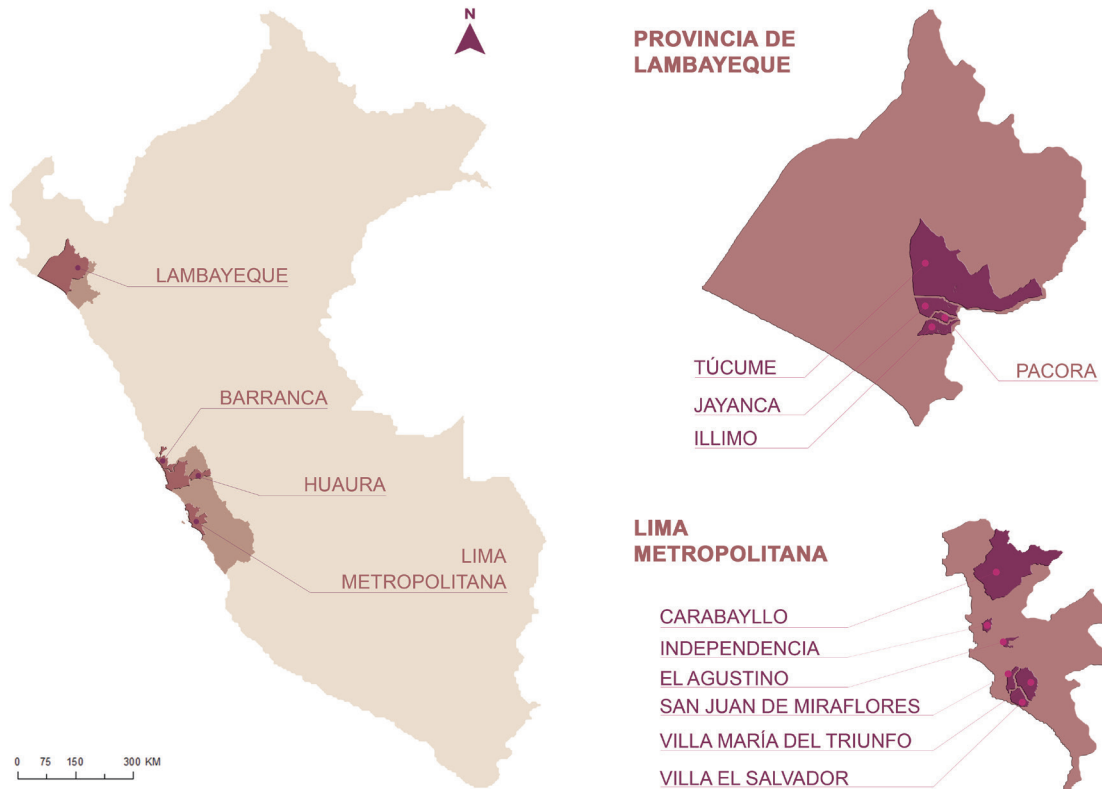 N
LAMBAYEQUE
BARRANCA
HUAURA
LIMA
METROPOLITANA
0 75 150 300 KM
PROVINCIA DE
LAMBAYEQUE
TÚCUME
JAYANCA
ILLIMO
PACORA
LIMA
METROPOLITANA
CARABAYLLO
INDEPENDENCIA
EL AGUSTINO
SAN JUAN DE MIRAFLORES
VILLA MARÍA DEL TRIUNFO
VILLA EL SALVADOR